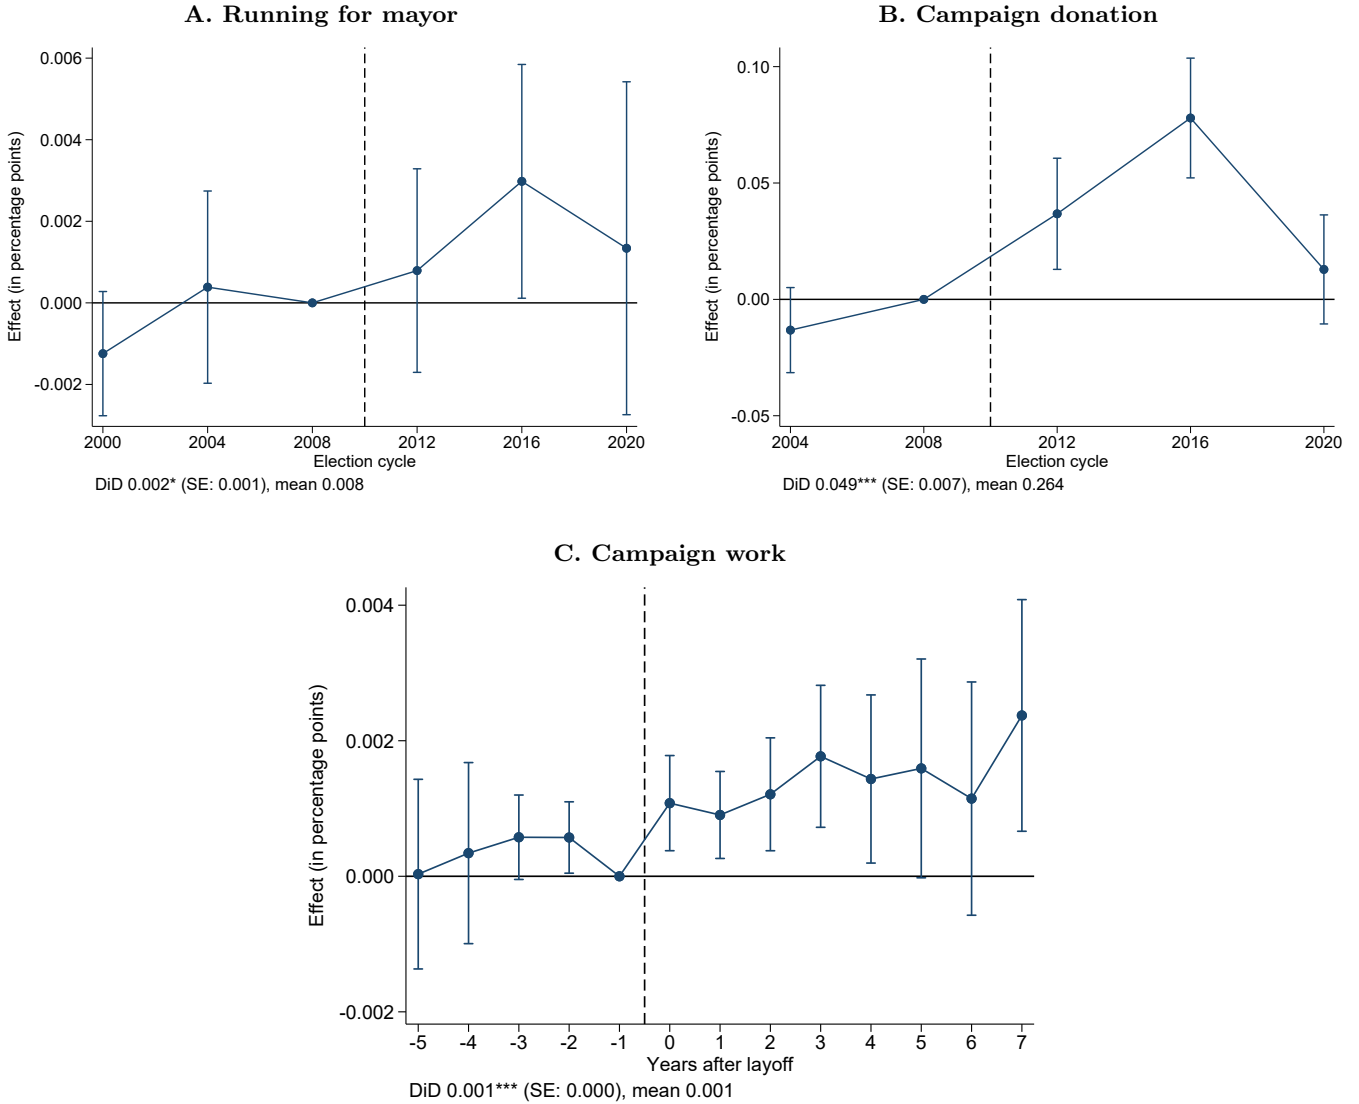 A. Running for mayor
Effect (in percentage points)
0.006
0.004
0.002
0.000
-0.002
2000 2004 2008 2012 2016 2020
Election cycle
DiD 0.002* (SE: 0.001), mean 0.008
B. Campaign donation
Effect (in percentage points)
0.10
0.05
0.00
-0.05
2004 2008 2012 2016 2020
Election cycle
DiD 0.049*** (SE: 0.007), mean 0.264
C. Campaign work
Effect (in percentage points)
0.004
0.002
0.000
-0.002
-5 -4 -3 -2 -1 0 1 2 3 4 5 6 7
Years after layoff
DiD 0.001*** (SE: 0.000), mean 0.001